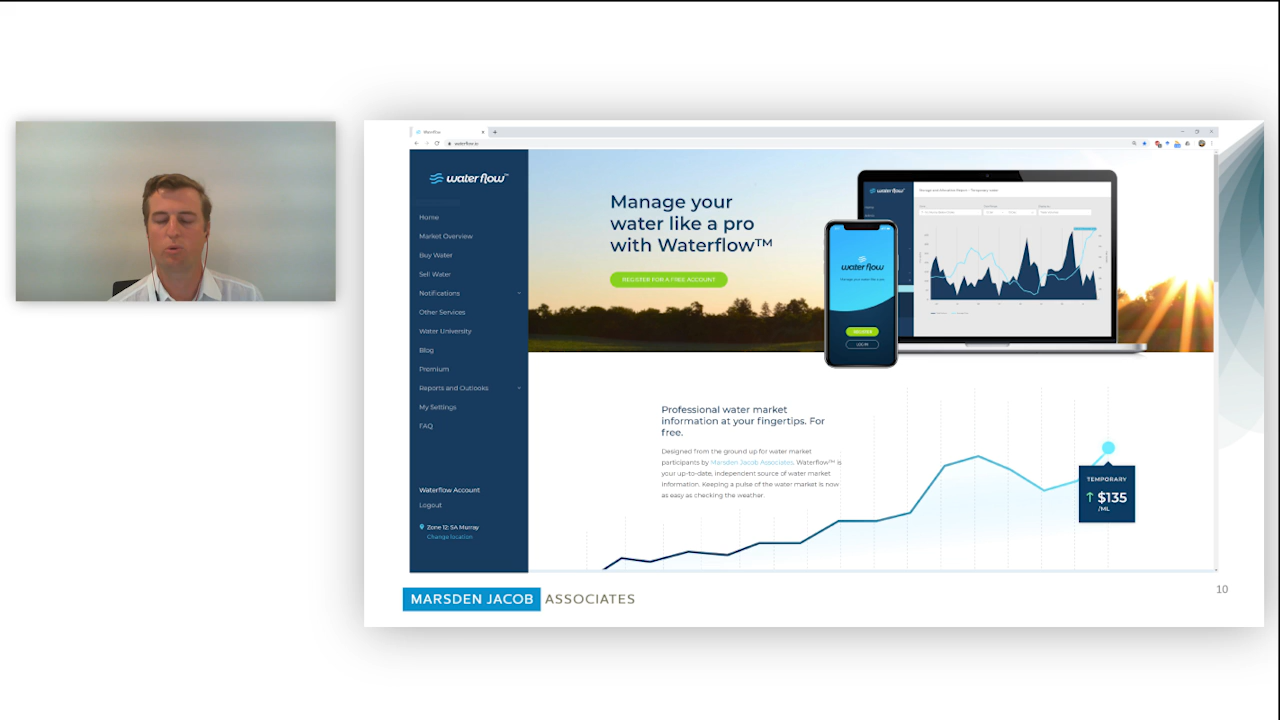 Waterflow
waterflow.io
water flow™
Home
Market Overview
Buy Water
Sell Water
Notifications
Other Services
Water University
Blog
Premium
Reports and Outlooks
My Settings
FAQ
Waterflow Account
Logout
Zone 12: SA Murray
Change location
Manage your
water like a pro
with Waterflow™
REGISTER FOR A FREE ACCOUNT
water flow
water flow
REGISTER
LOG IN
Professional water market
information at your fingertips. For
free.
Designed from the ground up for water market
participants by Marsden Jacob Associates, Waterflow™ is
your up-to-date, independent source of water market
information. Keeping a pulse of the water market is now
as easy as checking the weather.
TEMPORARY
↑ $135
/ML
MARSDEN JACOB ASSOCIATES
10